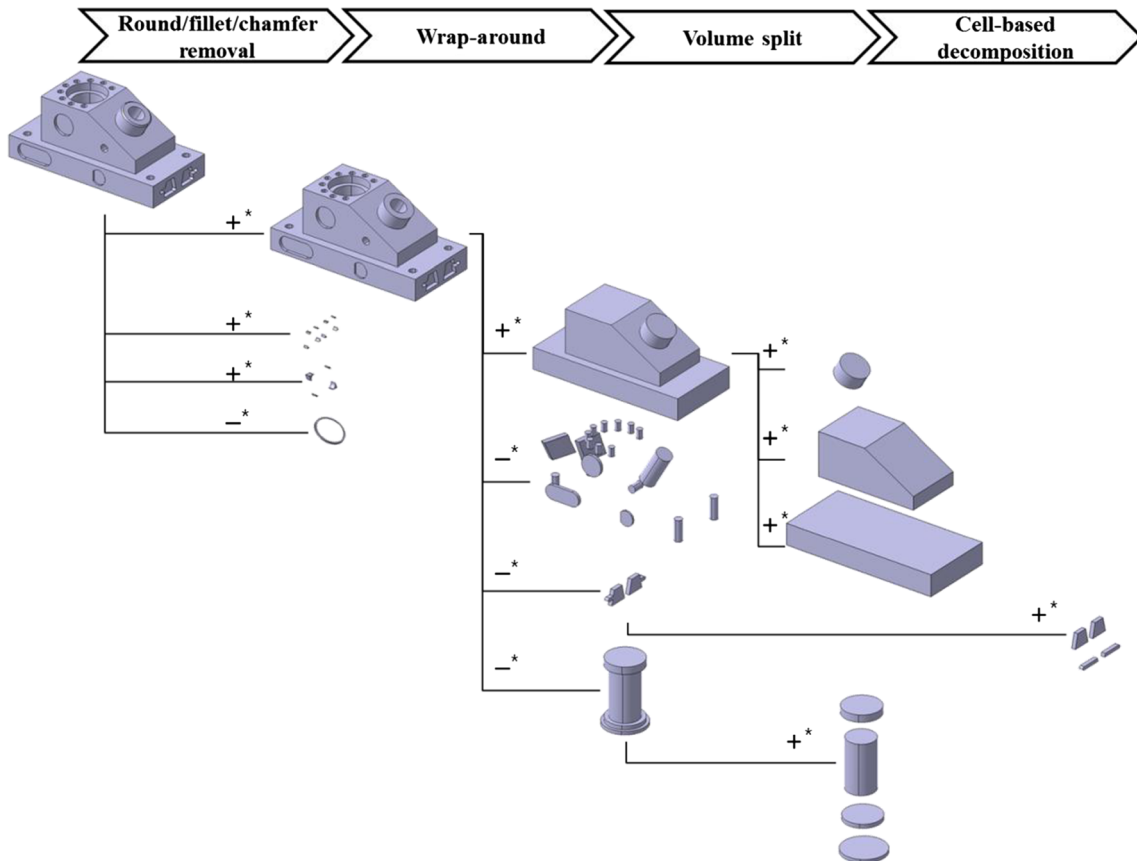 Round/fillet/chamfer
removal
Wrap-around
Volume split
Cell-based
decomposition
+*
+*
+*
−*
+*
−*
−*
−*
+*
+*
+*
+*
+*